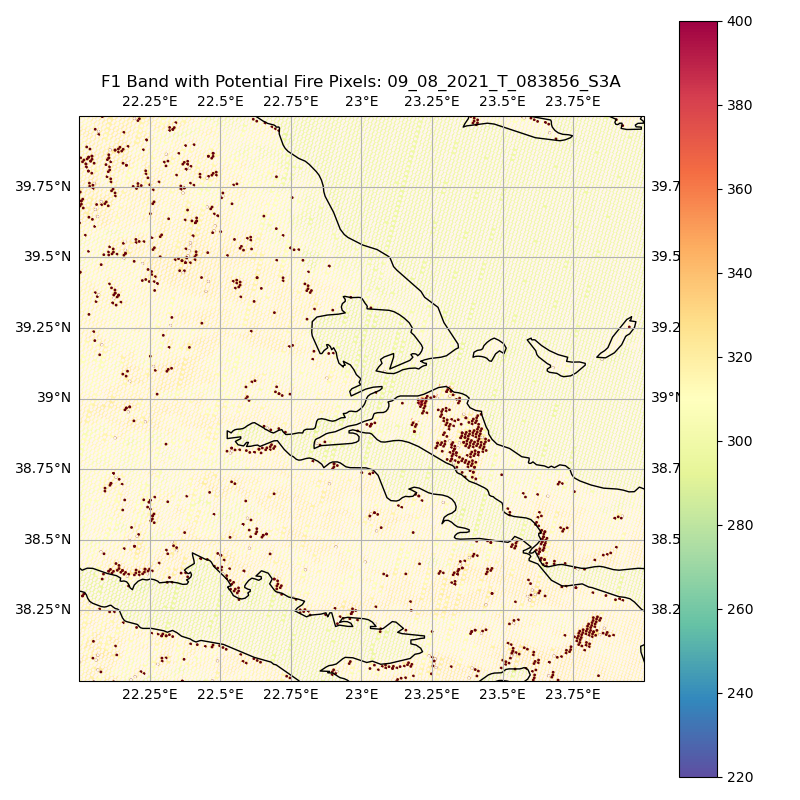 F1 Band with Potential Fire Pixels: 09_08_2021_T_083856_S3A
22.25°E 22.5°E 22.75°E 23°E 23.25°E 23.5°E 23.75°E
39.75°N 39.7
39.5°N 39.5
39.25°N 39.2
39°N 39°N
38.75°N 38.7
38.5°N 38.5
38.25°N 38.2
22.25°E 22.5°E 22.75°E 23°E 23.25°E 23.5°E 23.75°E
400
380
360
340
320
300
280
260
240
220